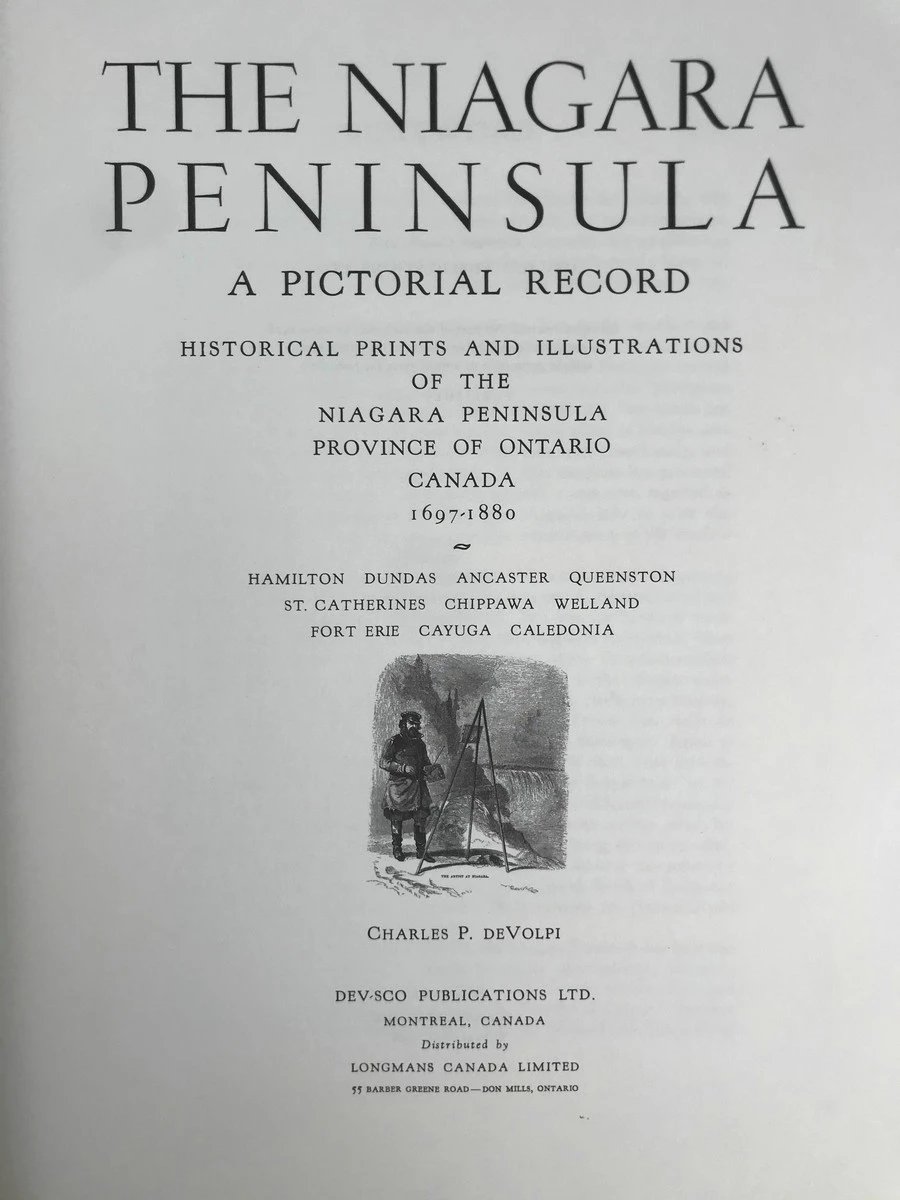 THE NIAGARA
PENINSULA
A PICTORIAL RECORD
HISTORICAL PRINTS AND ILLUSTRATIONS
OF THE
NIAGARA PENINSULA
PROVINCE OF ONTARIO
CANADA
1697-1880
HAMILTON DUNDAS ANCASTER QUEENSTON
ST. CATHERINES CHIPPAWA WELLAND
FORT ERIE CAYUGA CALEDONIA
THE ARTIST AT NIAGARA.
CHARLES P. DEVOLPI
DEV-SCO PUBLICATIONS LTD.
MONTREAL, CANADA
Distributed by
LONGMANS CANADA LIMITED
55 BARBER GREENE ROAD—DON MILLS, ONTARIO